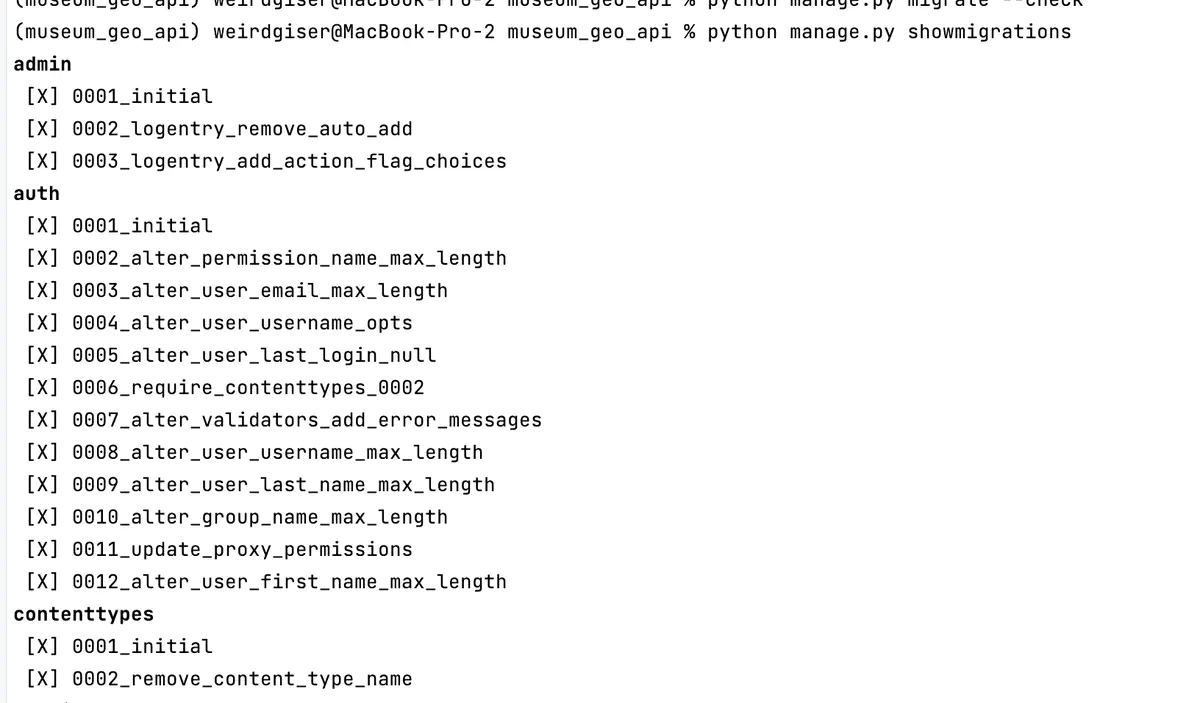 (museum_geo_api) weirdgiser@MacBook-Pro-2 museum_geo_api % python manage.py migrate --check
(museum_geo_api) weirdgiser@MacBook-Pro-2 museum_geo_api % python manage.py showmigrations
admin
[X] 0001_initial
[X] 0002_logentry_remove_auto_add
[X] 0003_logentry_add_action_flag_choices
auth
[X] 0001_initial
[X] 0002_alter_permission_name_max_length
[X] 0003_alter_user_email_max_length
[X] 0004_alter_user_username_opts
[X] 0005_alter_user_last_login_null
[X] 0006_require_contenttypes_0002
[X] 0007_alter_validators_add_error_messages
[X] 0008_alter_user_username_max_length
[X] 0009_alter_user_last_name_max_length
[X] 0010_alter_group_name_max_length
[X] 0011_update_proxy_permissions
[X] 0012_alter_user_first_name_max_length
contenttypes
[X] 0001_initial
[X] 0002_remove_content_type_name